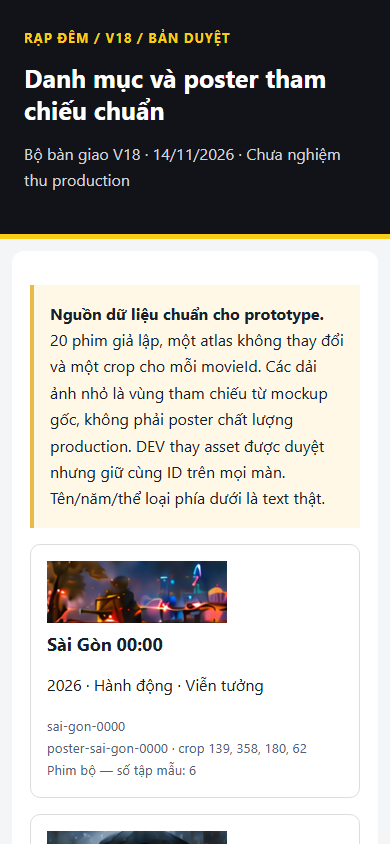 RẠP ĐÊM / V18 / BẢN DUYỆT
Danh mục và poster tham
chiếu chuẩn
Bộ bàn giao V18 · 14/11/2026 · Chưa nghiệm
thu production
Nguồn dữ liệu chuẩn cho prototype.
20 phim giả lập, một atlas không thay đổi
và một crop cho mỗi movieId. Các dải
ảnh nhỏ là vùng tham chiếu từ mockup
gốc, không phải poster chất lượng
production. DEV thay asset được duyệt
nhưng giữ cùng ID trên mọi màn.
Tên/năm/thể loại phía dưới là text thật.
Sài Gòn 00:00
2026 · Hành động · Viễn tưởng
sai-gon-0000
poster-sai-gon-0000 · crop 139, 358, 180, 62
Phim bộ — số tập mẫu: 6